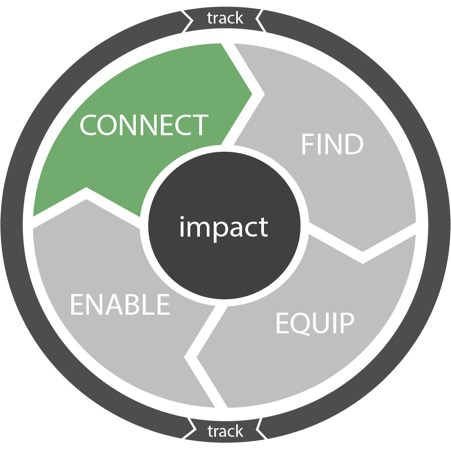 track
CONNECT
FIND
impact
ENABLE
EQUIP
track